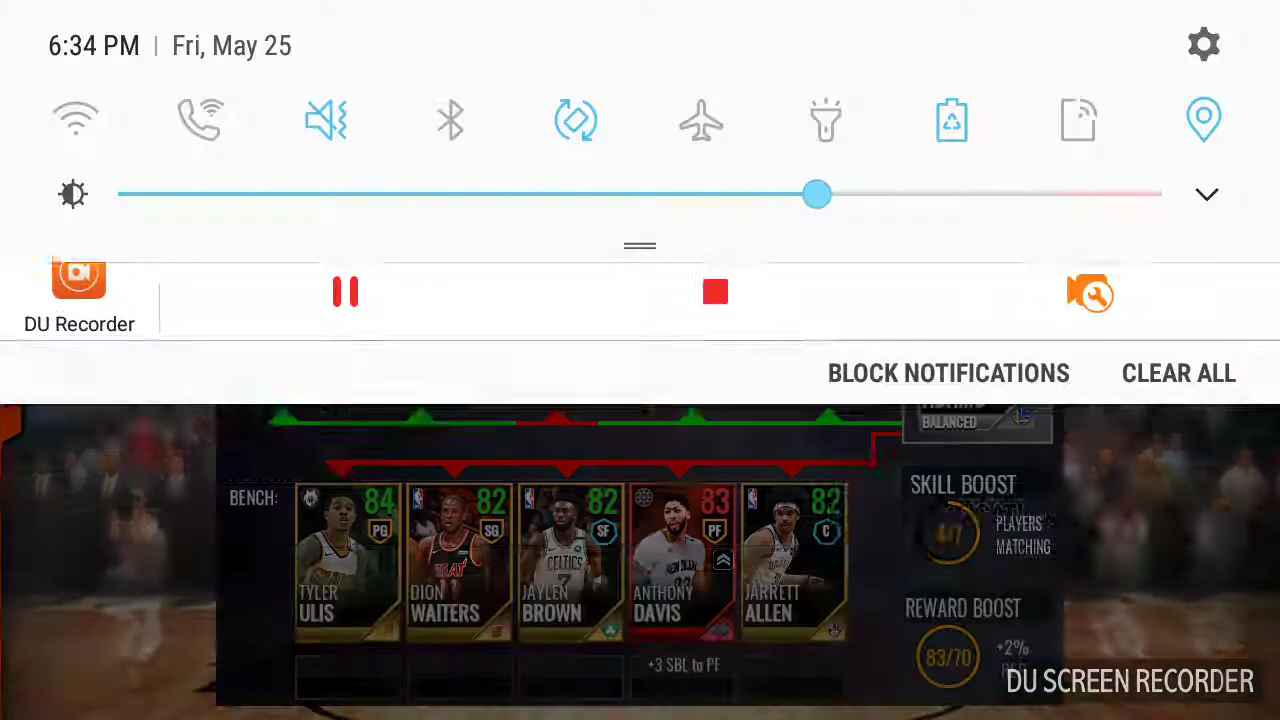 6:34 PM | Fri, May 25
DU Recorder
BLOCK NOTIFICATIONS CLEAR ALL
BALANCED
BENCH:
84 PG TYLER ULIS
82 SG DION WAITERS
82 SF JAYLEN BROWN
83 PF ANTHONY DAVIS
82 C JARRETT ALLEN
+3 SBL to PF
SKILL BOOST
PLAYERS
MATCHING
REWARD BOOST
83/70 +2%
DU SCREEN RECORDER